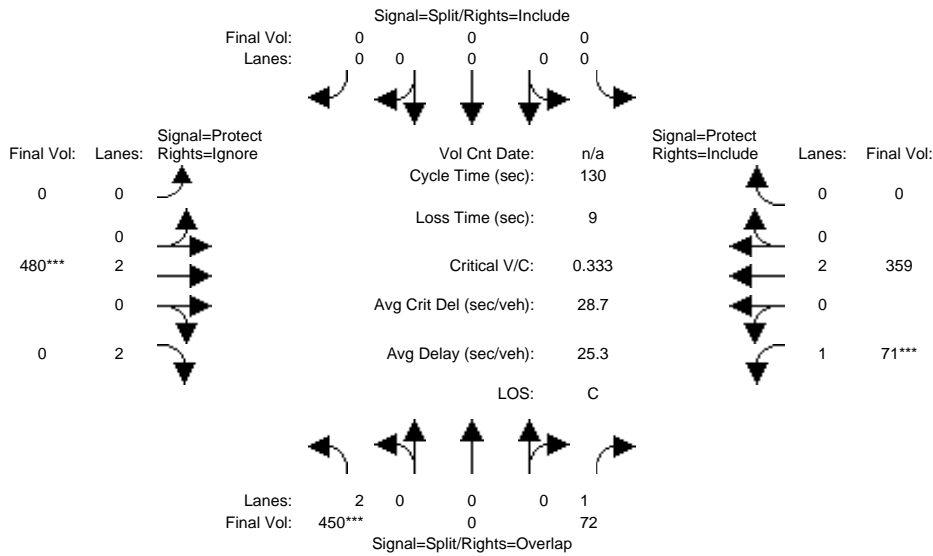 Signal=Split/Rights=Include
Final Vol: 0 0 0
Lanes: 0 0 0 0 0
Signal=Protect Signal=Protect
Final Vol: Lanes: Rights=Ignore Vol Cnt Date: n/a Rights=Include Lanes: Final Vol:
Cycle Time (sec): 130
0 0 0 0
Loss Time (sec): 9
0 0
480*** 2 Critical V/C: 0.333 2 359
0 Avg Crit Del (sec/veh): 28.7 0
0 2 Avg Delay (sec/veh): 25.3 1 71***
LOS: C
Lanes: 2 0 0 0 1
Final Vol: 450*** 0 72
Signal=Split/Rights=Overlap